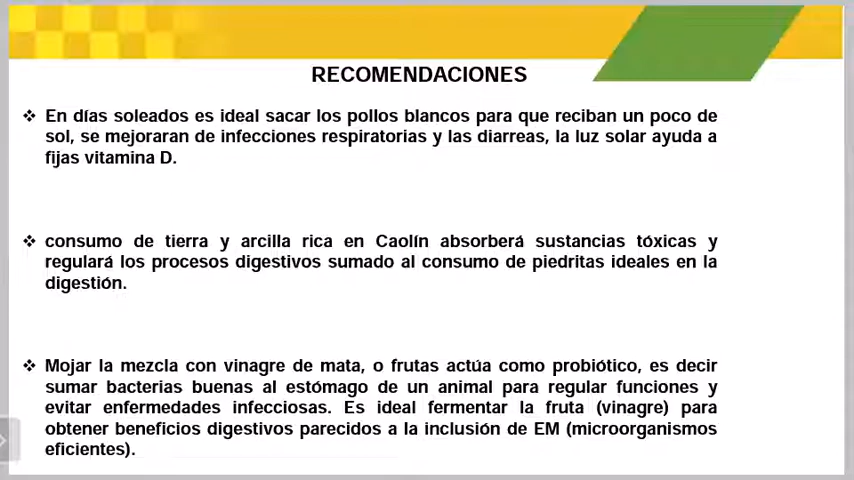 RECOMENDACIONES
❖ En días soleados es ideal sacar los pollos blancos para que reciban un poco de
sol, se mejoraran de infecciones respiratorias y las diarreas, la luz solar ayuda a
fijas vitamina D.
❖ consumo de tierra y arcilla rica en Caolín absorberá sustancias tóxicas y
regulará los procesos digestivos sumado al consumo de piedritas ideales en la
digestión.
❖ Mojar la mezcla con vinagre de mata, o frutas actúa como probiótico, es decir
sumar bacterias buenas al estómago de un animal para regular funciones y
evitar enfermedades infecciosas. Es ideal fermentar la fruta (vinagre) para
obtener beneficios digestivos parecidos a la inclusión de EM (microorganismos
eficientes).